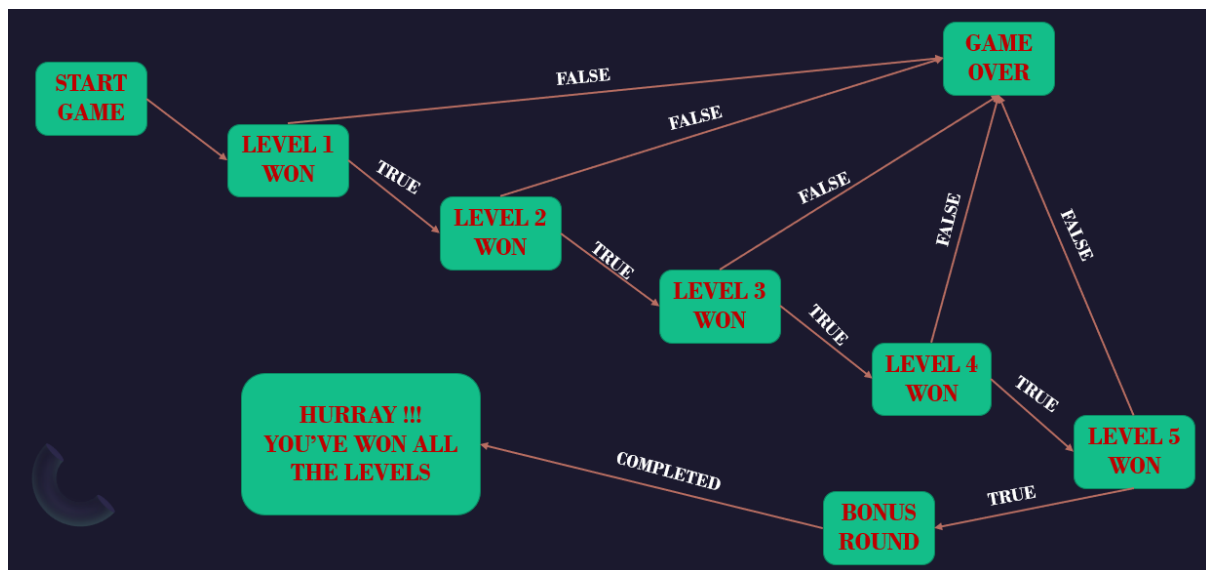 GAME
OVER
START
GAME
FALSE
FALSE
LEVEL 1
WON
TRUE
FALSE
FALSE
FALSE
LEVEL 2
WON
TRUE
LEVEL 3
WON
TRUE
LEVEL 4
WON
TRUE
HURRAY !!!
YOU'VE WON ALL
THE LEVELS
LEVEL 5
WON
COMPLETED
TRUE
BONUS
ROUND